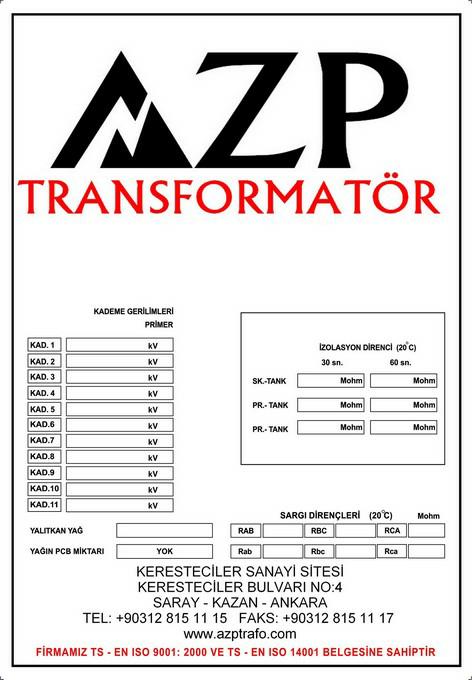 AZP
TRANSFORMATÖR
KADEME GERİLİMLERİ
PRİMER
KAD. 1 kV
KAD. 2 kV
KAD. 3 kV
KAD. 4 kV
KAD. 5 kV
KAD.6 kV
KAD.7 kV
KAD.8 kV
KAD.9 kV
KAD.10 kV
KAD.11 kV
İZOLASYON DİRENCİ (20°C)
30 sn. 60 sn.
SK.-TANK Mohm Mohm
PR.- TANK Mohm Mohm
PR.- TANK Mohm Mohm
SARGI DİRENÇLERİ (20°C) Mohm
YALITKAN YAĞ RAB RBC RCA
YAĞIN PCB MİKTARI YOK Rab Rbc Rca
KERESTECİLER SANAYİ SİTESİ
KERESTECİLER BULVARI NO:4
SARAY - KAZAN - ANKARA
TEL: +90312 815 11 15 FAKS: +90312 815 11 17
www.azptrafo.com
FİRMAMIZ TS - EN ISO 9001: 2000 VE TS - EN ISO 14001 BELGESİNE SAHİPTİR